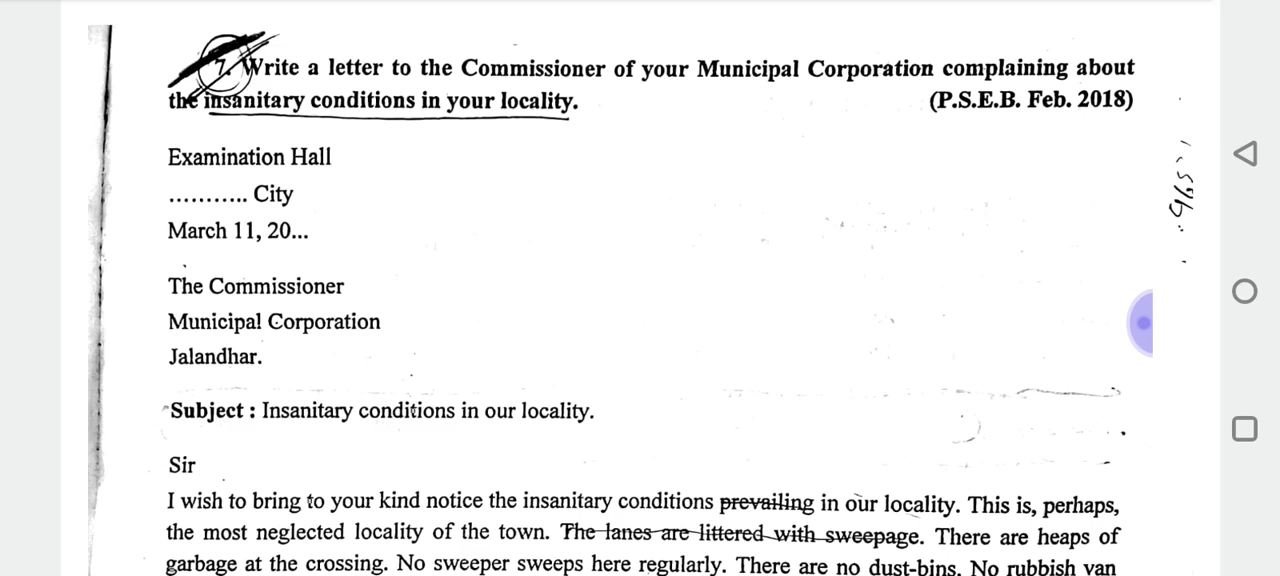 7. Write a letter to the Commissioner of your Municipal Corporation complaining about
the insanitary conditions in your locality. (P.S.E.B. Feb. 2018)
Examination Hall
........... City
March 11, 20...
The Commissioner
Municipal Corporation
Jalandhar.
Subject : Insanitary conditions in our locality.
Sir
I wish to bring to your kind notice the insanitary conditions prevailing in our locality. This is, perhaps,
the most neglected locality of the town. The lanes are littered with sweepage. There are heaps of
garbage at the crossing. No sweeper sweeps here regularly. There are no dust-bins. No rubbish van